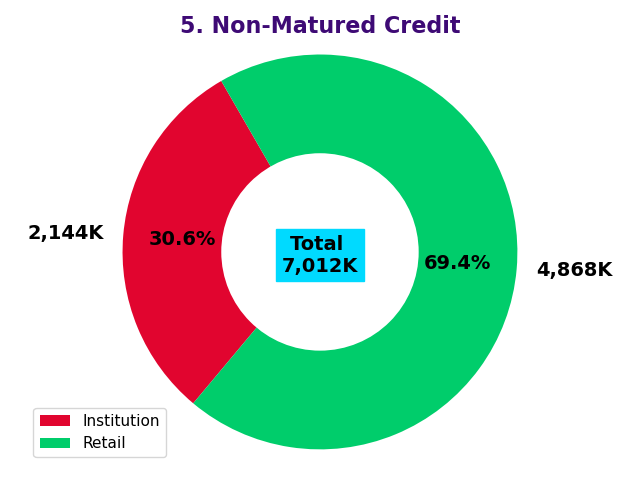 5. Non-Matured Credit
2,144K
30.6%
Total
7,012K
69.4%
4,868K
Institution
Retail